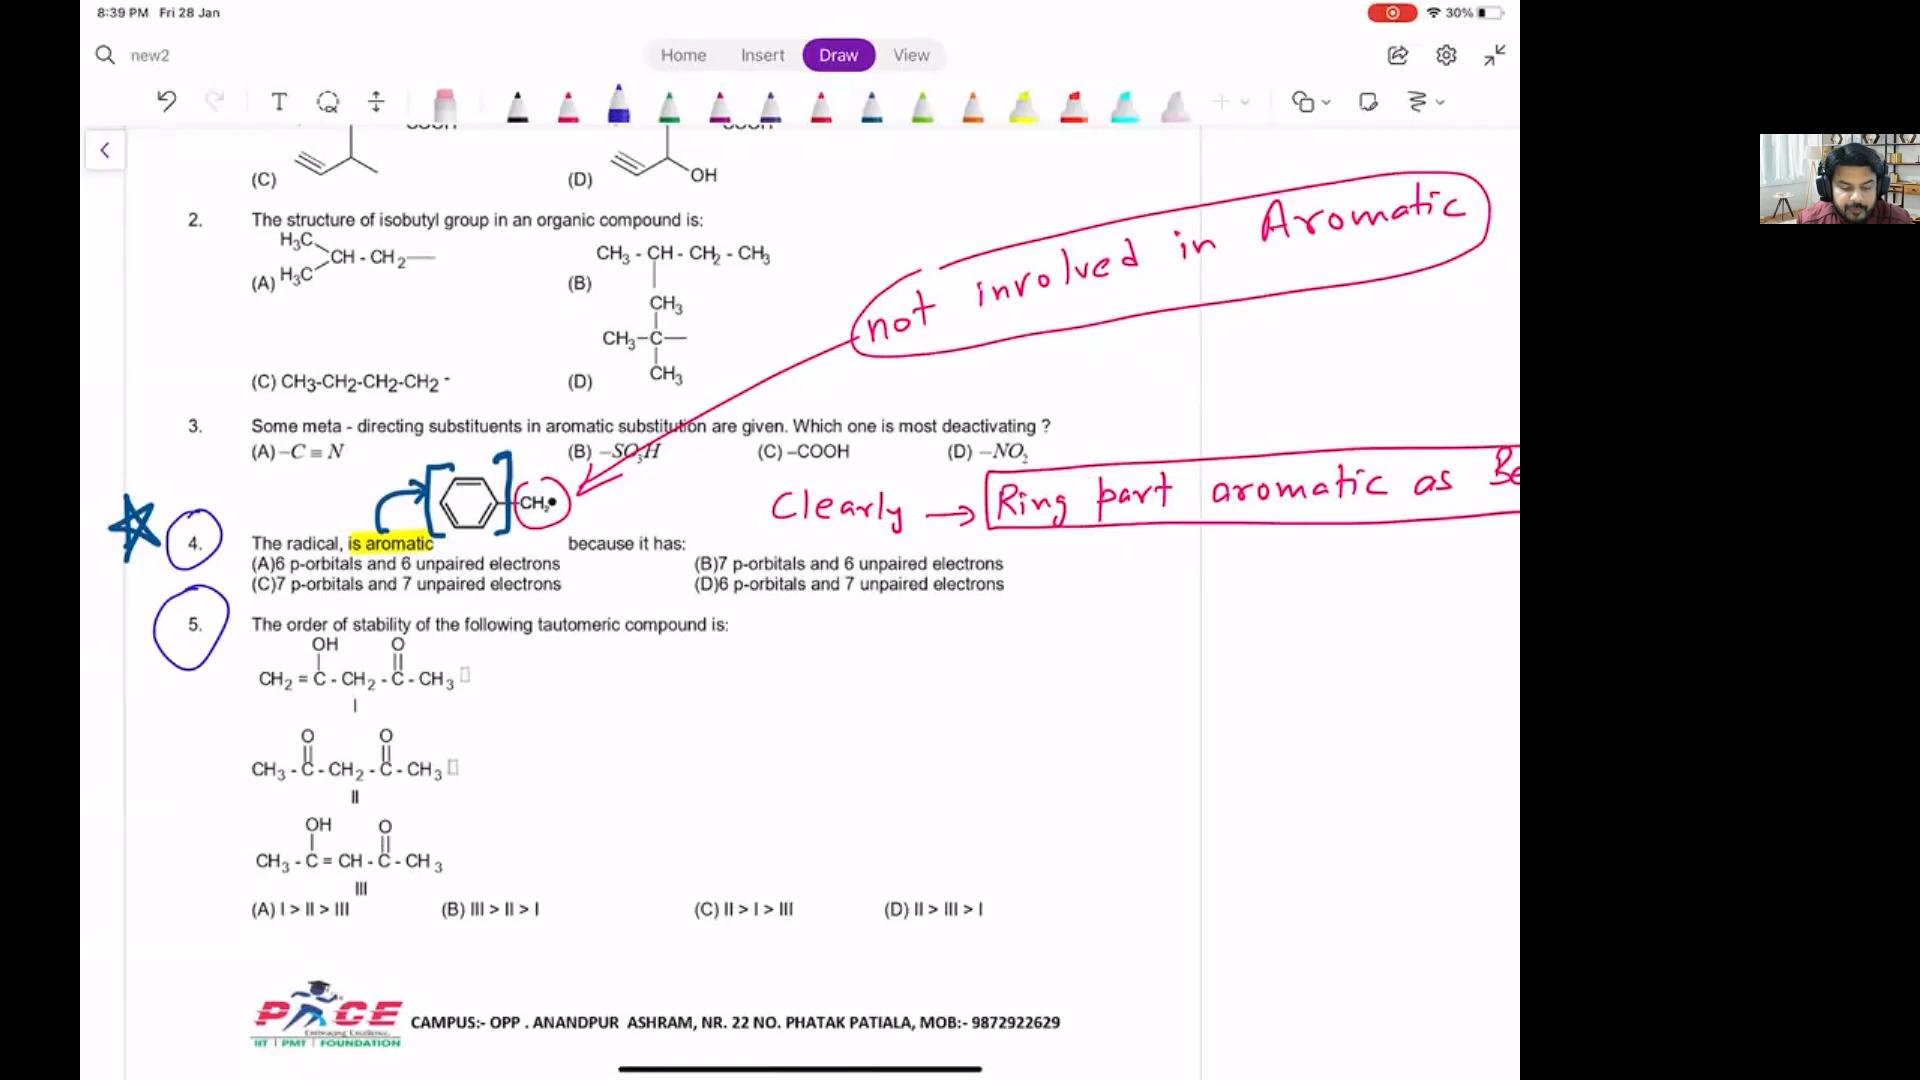 8:39 PM Fri 28 Jan
30%
new2
Home Insert Draw View
T
COOH COOH
(C) (D) OH
2. The structure of isobutyl group in an organic compound is:
(A) H3C H3C CH - CH2
(B) CH3 - CH - CH2 - CH3
(C) CH3-CH2-CH2-CH2 -
(D) CH3 CH3-C- CH3
not involved in Aromatic
3. Some meta - directing substituents in aromatic substitution are given. Which one is most deactivating ?
(A) –C ≡ N (B) –SO3H (C) –COOH (D) –NO2
CH2•
Clearly → Ring part aromatic as
4. The radical, is aromatic because it has:
(A)6 p-orbitals and 6 unpaired electrons (B)7 p-orbitals and 6 unpaired electrons
(C)7 p-orbitals and 7 unpaired electrons (D)6 p-orbitals and 7 unpaired electrons
5. The order of stability of the following tautomeric compound is:
OH O
CH2 = C - CH2 - C - CH3
I
O O
CH3 - C - CH2 - C - CH3
II
OH O
CH3 - C = CH - C - CH3
III
(A) I > II > III (B) III > II > I (C) II > I > III (D) II > III > I
PACE
IIT | PMT | FOUNDATION
CAMPUS:- OPP . ANANDPUR ASHRAM, NR. 22 NO. PHATAK PATIALA, MOB:- 9872922629